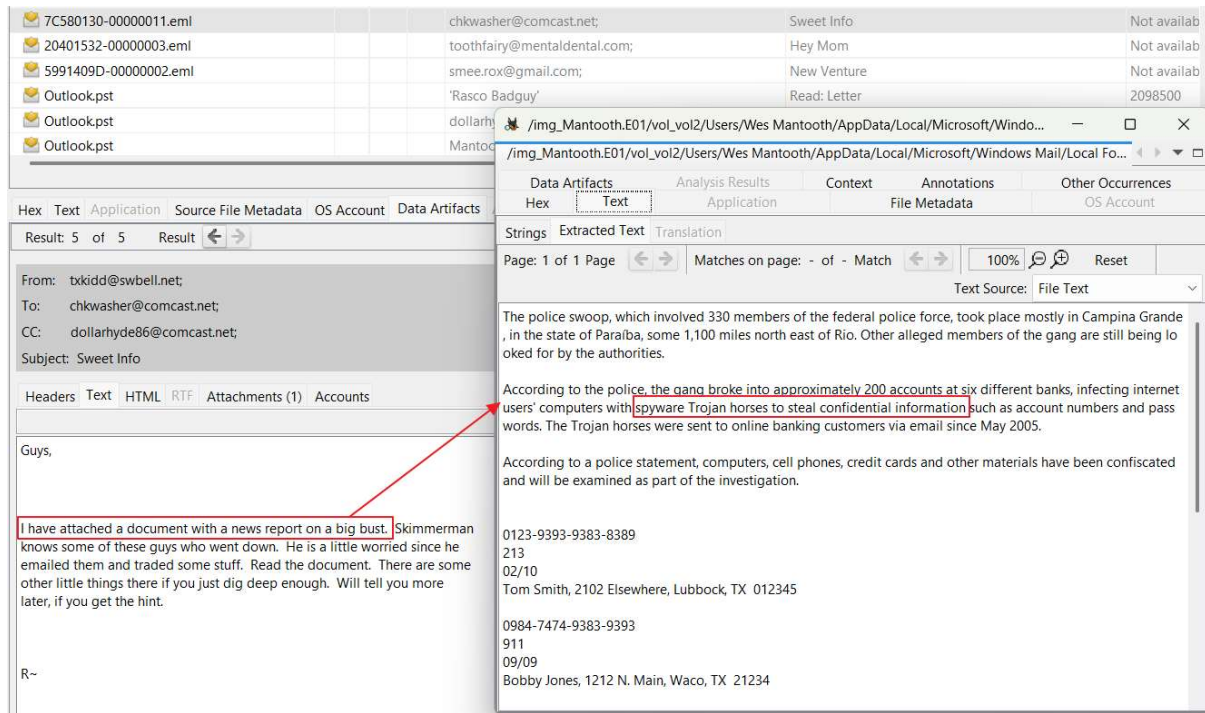 7C580130-00000011.eml chkwasher@comcast.net; Sweet Info Not availab
20401532-00000003.eml toothfairy@mentaldental.com; Hey Mom Not availab
5991409D-00000002.eml smee.rox@gmail.com; New Venture Not availab
Outlook.pst 'Rasco Badguy' Read: Letter 2098500
Outlook.pst dollarhy
Outlook.pst Mantoo
Hex Text Application Source File Metadata OS Account Data Artifacts
Result: 5 of 5 Result
From: txkidd@swbell.net;
To: chkwasher@comcast.net;
CC: dollarhyde86@comcast.net;
Subject: Sweet Info
Headers Text HTML RTF Attachments (1) Accounts
Guys,
I have attached a document with a news report on a big bust. Skimmerman
knows some of these guys who went down. He is a little worried since he
emailed them and traded some stuff. Read the document. There are some
other little things there if you just dig deep enough. Will tell you more
later, if you get the hint.
R~
/img_Mantooth.E01/vol_vol2/Users/Wes Mantooth/AppData/Local/Microsoft/Windo...
/img_Mantooth.E01/vol_vol2/Users/Wes Mantooth/AppData/Local/Microsoft/Windows Mail/Local Fo...
Data Artifacts Analysis Results Context Annotations Other Occurrences
Hex Text Application File Metadata OS Account
Strings Extracted Text Translation
Page: 1 of 1 Page Matches on page: - of - Match 100% Reset
Text Source: File Text
The police swoop, which involved 330 members of the federal police force, took place mostly in Campina Grande
, in the state of Paraíba, some 1,100 miles north east of Rio. Other alleged members of the gang are still being lo
oked for by the authorities.
According to the police, the gang broke into approximately 200 accounts at six different banks, infecting internet
users' computers with spyware Trojan horses to steal confidential information such as account numbers and pass
words. The Trojan horses were sent to online banking customers via email since May 2005.
According to a police statement, computers, cell phones, credit cards and other materials have been confiscated
and will be examined as part of the investigation.
0123-9393-9383-8389
213
02/10
Tom Smith, 2102 Elsewhere, Lubbock, TX 012345
0984-7474-9383-9393
911
09/09
Bobby Jones, 1212 N. Main, Waco, TX 21234